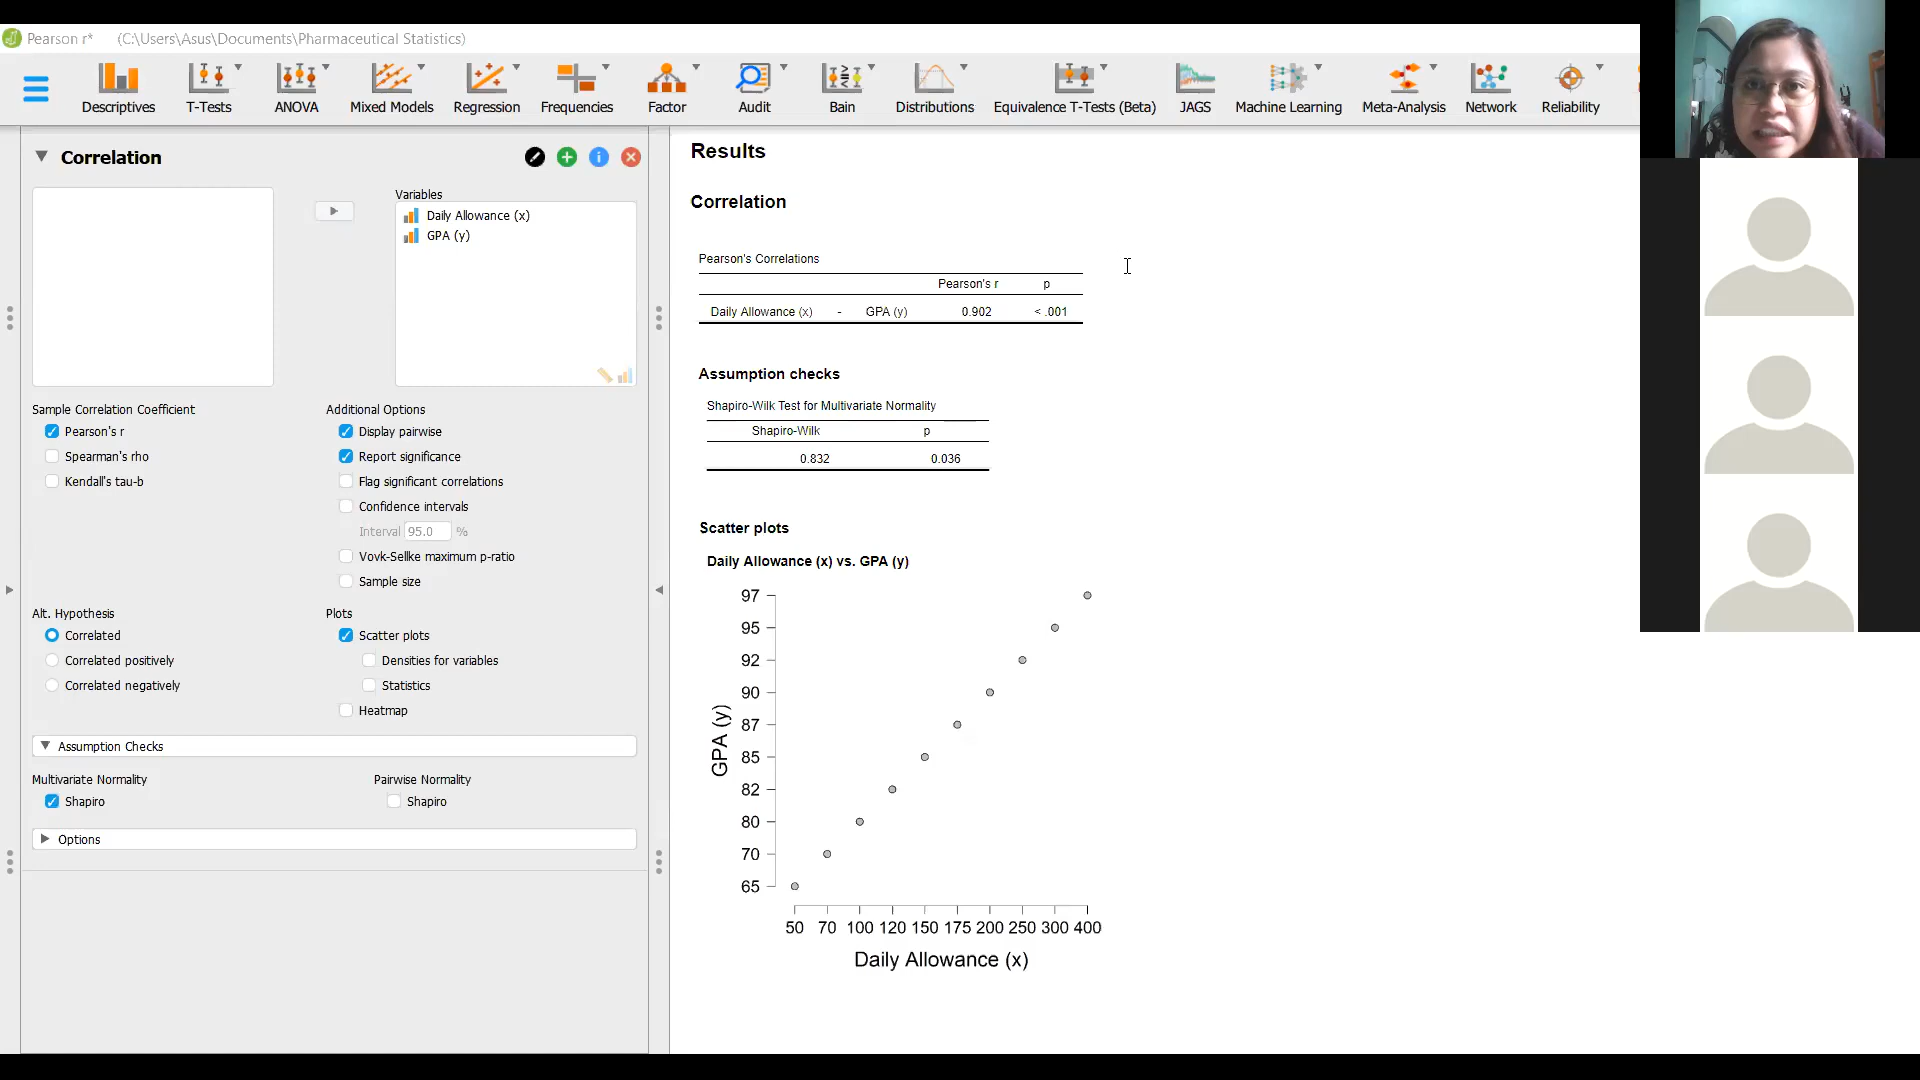 Pearson r* (C:\Users\Asus\Documents\Pharmaceutical Statistics)
Descriptives T-Tests ANOVA Mixed Models Regression Frequencies Factor Audit Bain Distributions Equivalence T-Tests (Beta) JAGS Machine Learning Meta-Analysis Network Reliability
Correlation
Variables
Daily Allowance (x)
GPA (y)
Sample Correlation Coefficient
Pearson's r
Spearman's rho
Kendall's tau-b
Additional Options
Display pairwise
Report significance
Flag significant correlations
Confidence intervals
Interval 95.0 %
Vovk-Sellke maximum p-ratio
Sample size
Alt. Hypothesis
Correlated
Correlated positively
Correlated negatively
Plots
Scatter plots
Densities for variables
Statistics
Heatmap
Assumption Checks
Multivariate Normality
Shapiro
Pairwise Normality
Shapiro
Options
Results
Correlation
Pearson's Correlations
Pearson's r p
Daily Allowance (x) - GPA (y) 0.902 < .001
Assumption checks
Shapiro-Wilk Test for Multivariate Normality
Shapiro-Wilk p
0.832 0.036
Scatter plots
Daily Allowance (x) vs. GPA (y)
97
95
92
90
87
85
82
80
70
65
GPA (y)
50 70 100 120 150 175 200 250 300 400
Daily Allowance (x)